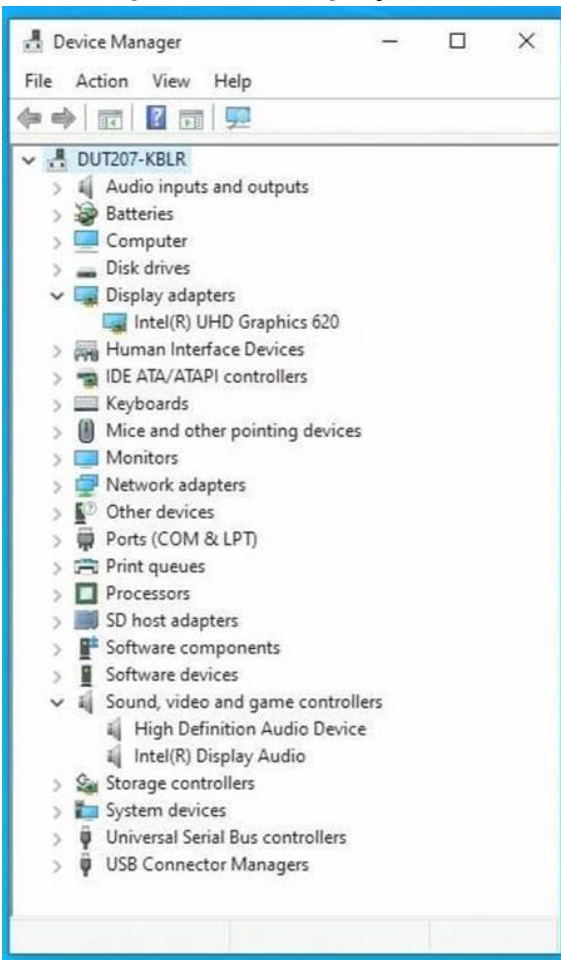 Device Manager
File Action View Help
DUT207-KBLR
Audio inputs and outputs
Batteries
Computer
Disk drives
Display adapters
Intel(R) UHD Graphics 620
Human Interface Devices
IDE ATA/ATAPI controllers
Keyboards
Mice and other pointing devices
Monitors
Network adapters
Other devices
Ports (COM & LPT)
Print queues
Processors
SD host adapters
Software components
Software devices
Sound, video and game controllers
High Definition Audio Device
Intel(R) Display Audio
Storage controllers
System devices
Universal Serial Bus controllers
USB Connector Managers